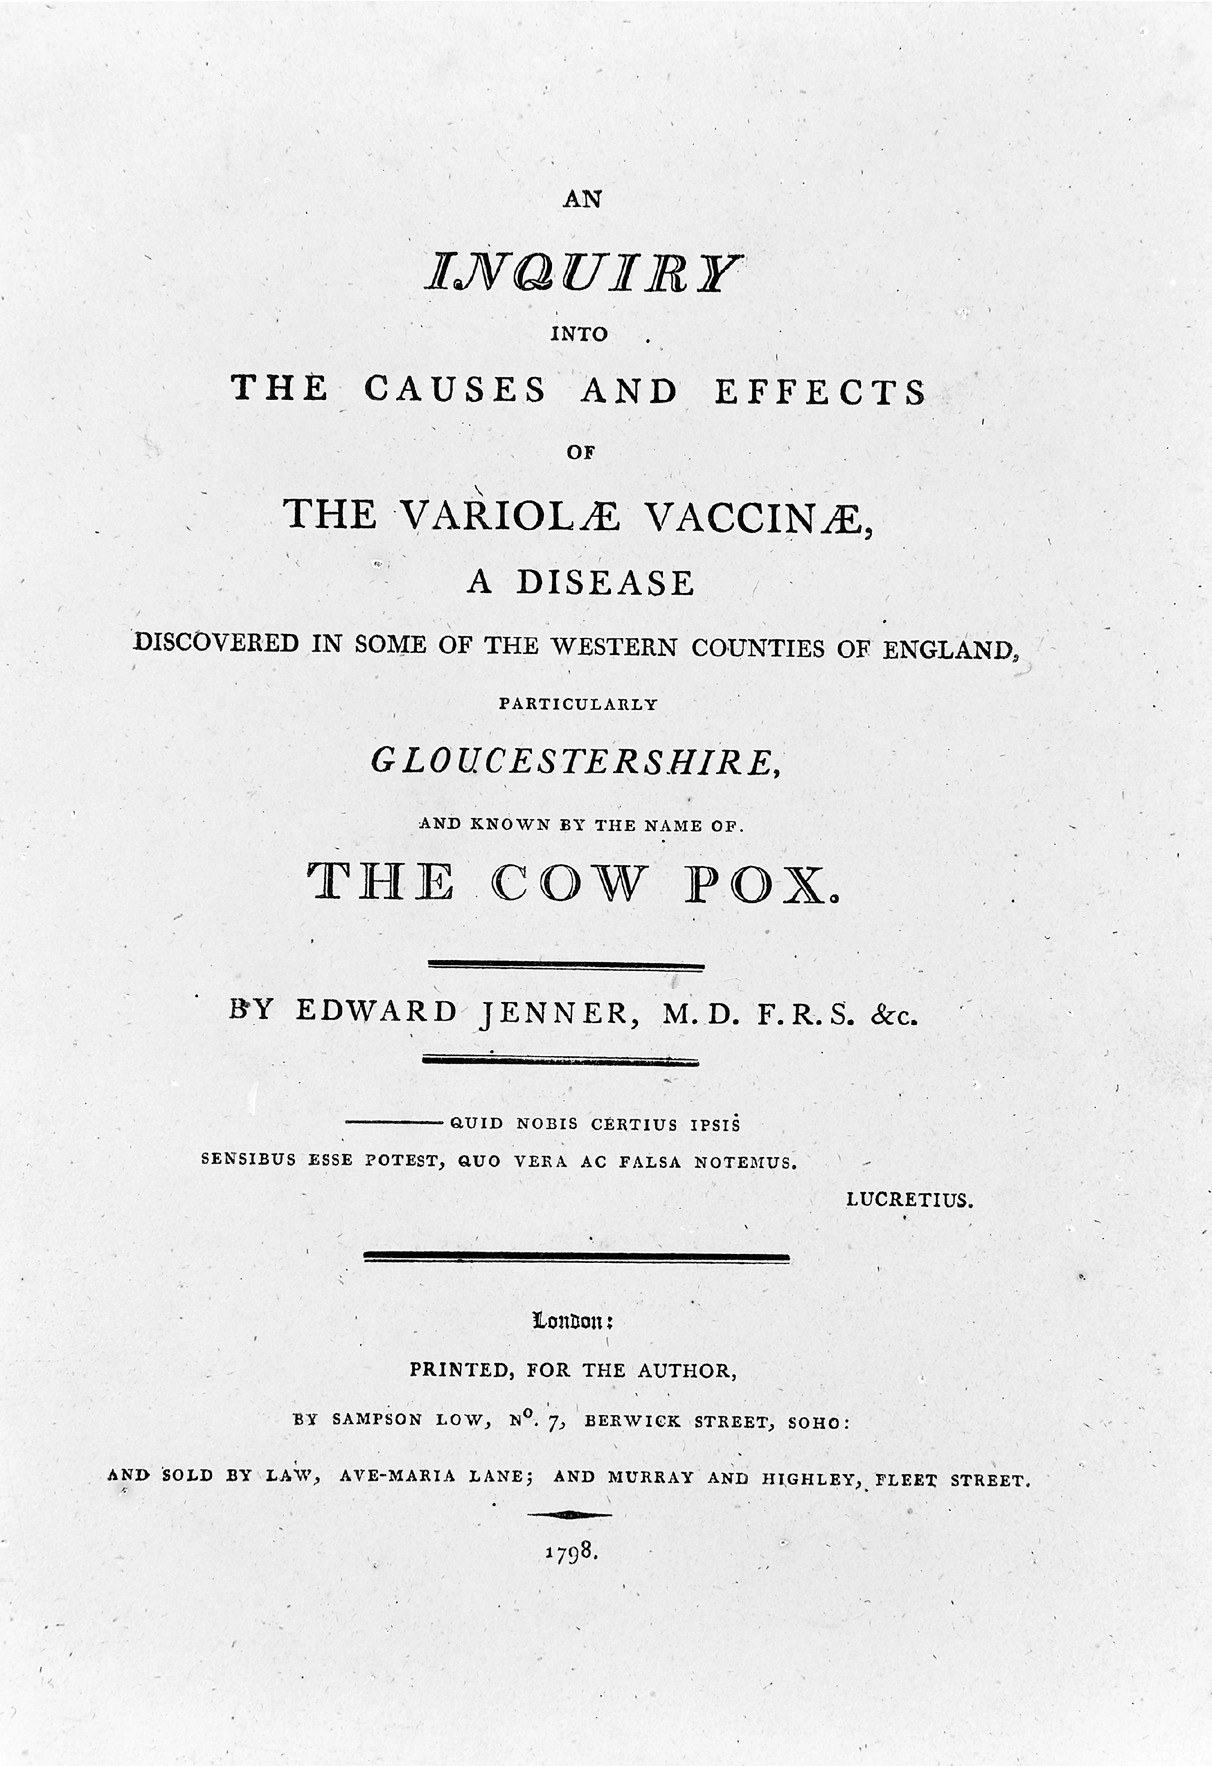 AN
INQUIRY
INTO
THE CAUSES AND EFFECTS
OF
THE VARIOLÆ VACCINÆ,
A DISEASE
DISCOVERED IN SOME OF THE WESTERN COUNTIES OF ENGLAND,
PARTICULARLY
GLOUCESTERSHIRE,
AND KNOWN BY THE NAME OF
THE COW POX.
BY EDWARD JENNER, M. D. F. R. S. &c.
——— QUID NOBIS CERTIUS IPSIS
SENSIBUS ESSE POTEST, QUO VERA AC FALSA NOTEMUS.
LUCRETIUS.
London:
PRINTED, FOR THE AUTHOR,
BY SAMPSON LOW, Nº. 7, BERWICK STREET, SOHO:
AND SOLD BY LAW, AVE-MARIA LANE; AND MURRAY AND HIGHLEY, FLEET STREET.
1798.